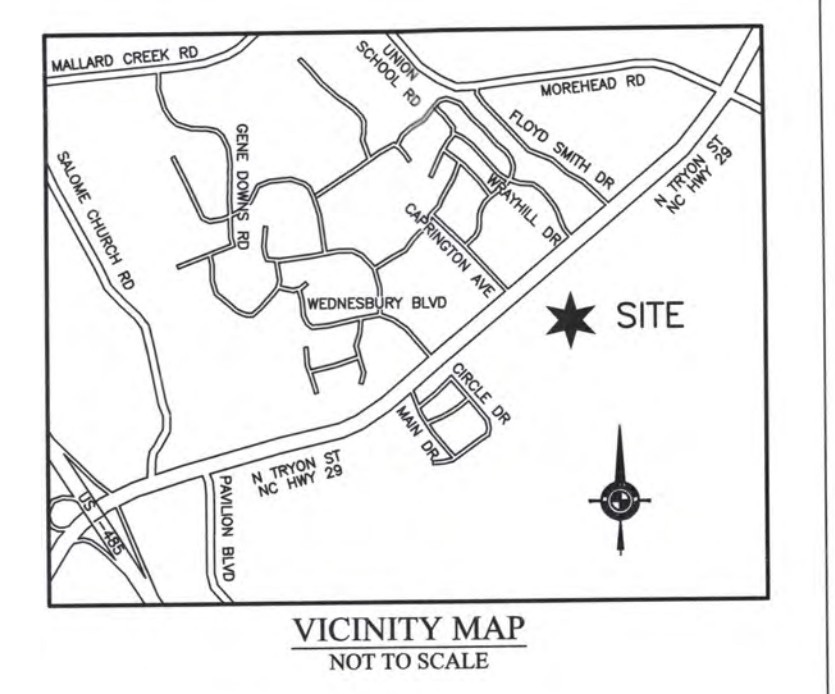 MALLARD CREEK RD
UNION
SCHOOL RD
MOREHEAD RD
FLOYD SMITH DR
N TRYON ST
NC HWY 29
GENE DOWNS RD
SALOME CHURCH RD
WRAYHILL DR
CAPRINGTON AVE
WEDNESBURY BLVD
SITE
CIRCLE DR
MAIN DR
N TRYON ST
NC HWY 29
PAVILION BLVD
US I-485
VICINITY MAP
NOT TO SCALE